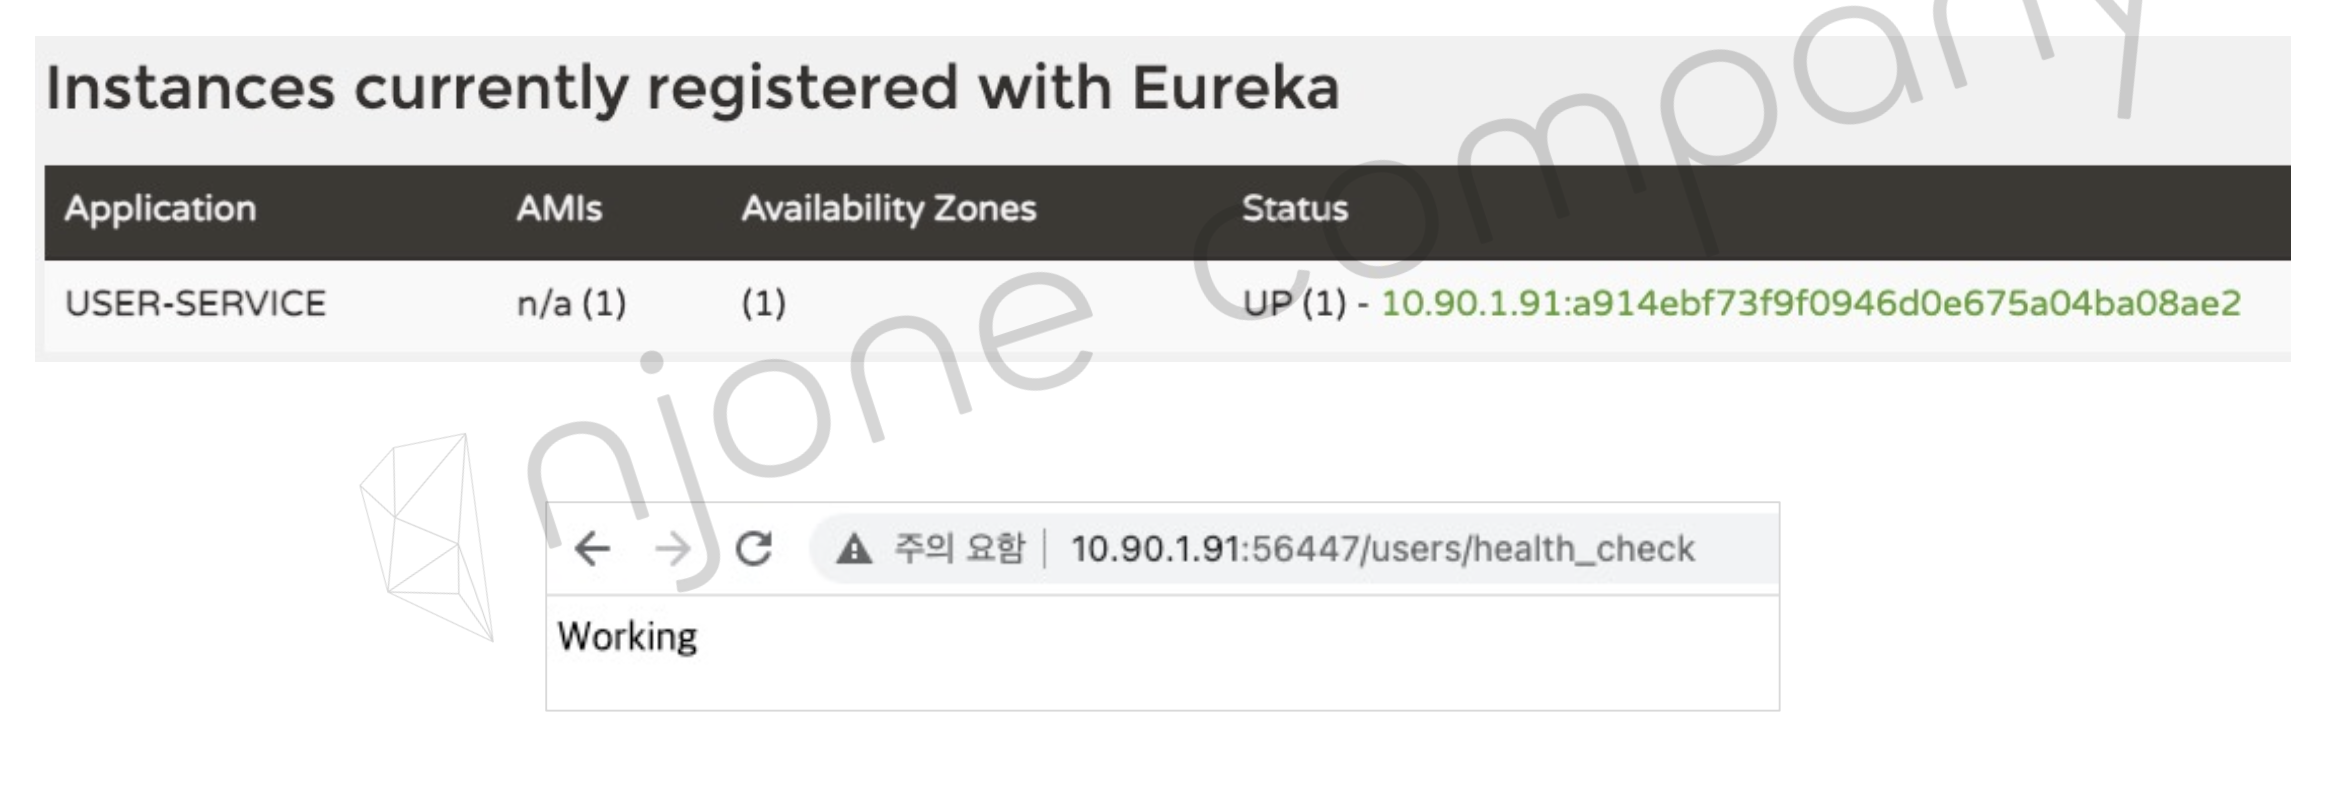 Instances currently registered with Eureka
Application AMIs Availability Zones Status
USER-SERVICE n/a (1) (1) UP (1) - 10.90.1.91:a914ebf73f9f0946d0e675a04ba08ae2
njone company
주의 요함 10.90.1.91:56447/users/health_check
Working